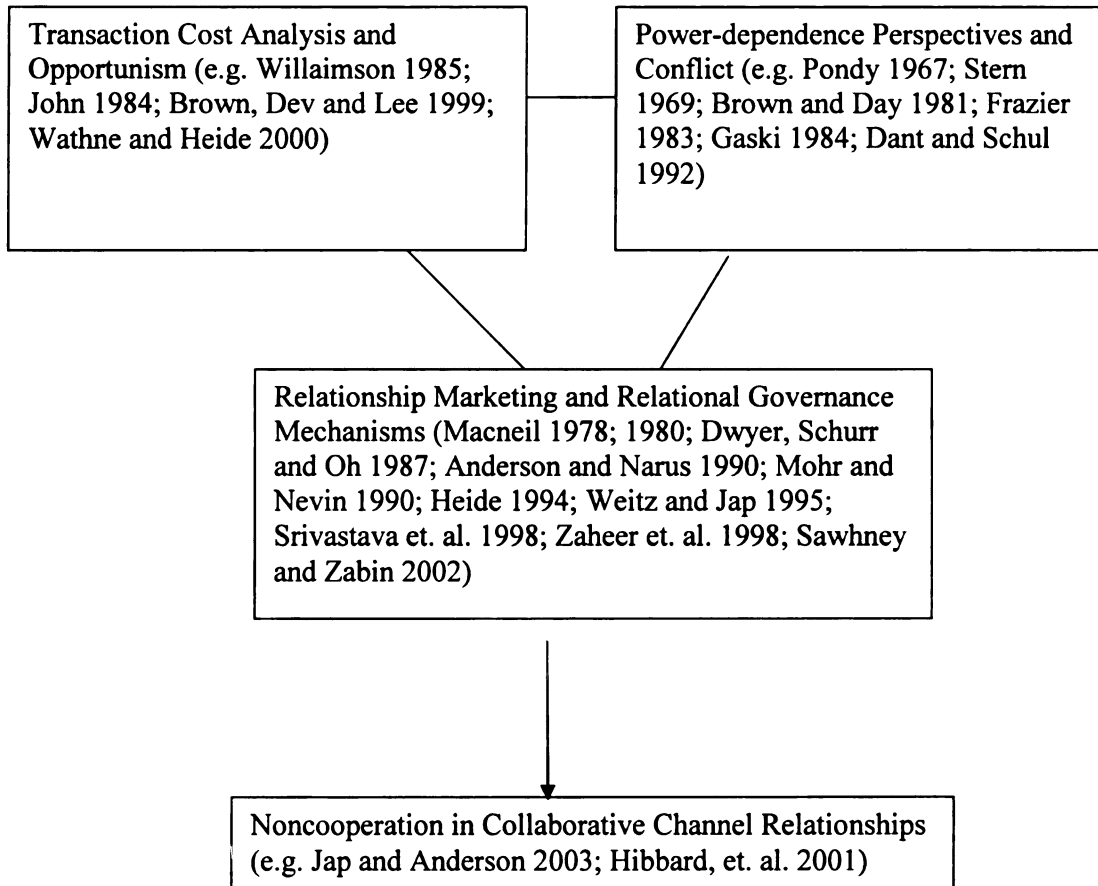 Transaction Cost Analysis and
Opportunism (e.g. Willaimson 1985;
John 1984; Brown, Dev and Lee 1999;
Wathne and Heide 2000)
Power-dependence Perspectives and
Conflict (e.g. Pondy 1967; Stern
1969; Brown and Day 1981; Frazier
1983; Gaski 1984; Dant and Schul
1992)
Relationship Marketing and Relational Governance
Mechanisms (Macneil 1978; 1980; Dwyer, Schurr
and Oh 1987; Anderson and Narus 1990; Mohr and
Nevin 1990; Heide 1994; Weitz and Jap 1995;
Srivastava et. al. 1998; Zaheer et. al. 1998; Sawhney
and Zabin 2002)
Noncooperation in Collaborative Channel Relationships
(e.g. Jap and Anderson 2003; Hibbard, et. al. 2001)